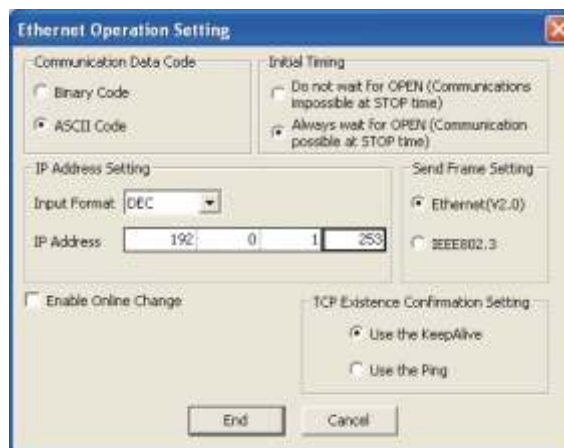 Ethernet Operation Setting
Communication Data Code
Binary Code
ASCII Code
Initial Timing
Do not wait for OPEN (Communications
impossible at STOP time)
Always wait for OPEN (Communication
possible at STOP time)
IP Address Setting
Input Format DEC
IP Address 192 0 1 253
Send Frame Setting
Ethernet(V2.0)
IEEE802.3
Enable Online Change
TCP Existence Confirmation Setting
Use the KeepAlive
Use the Ping
End Cancel